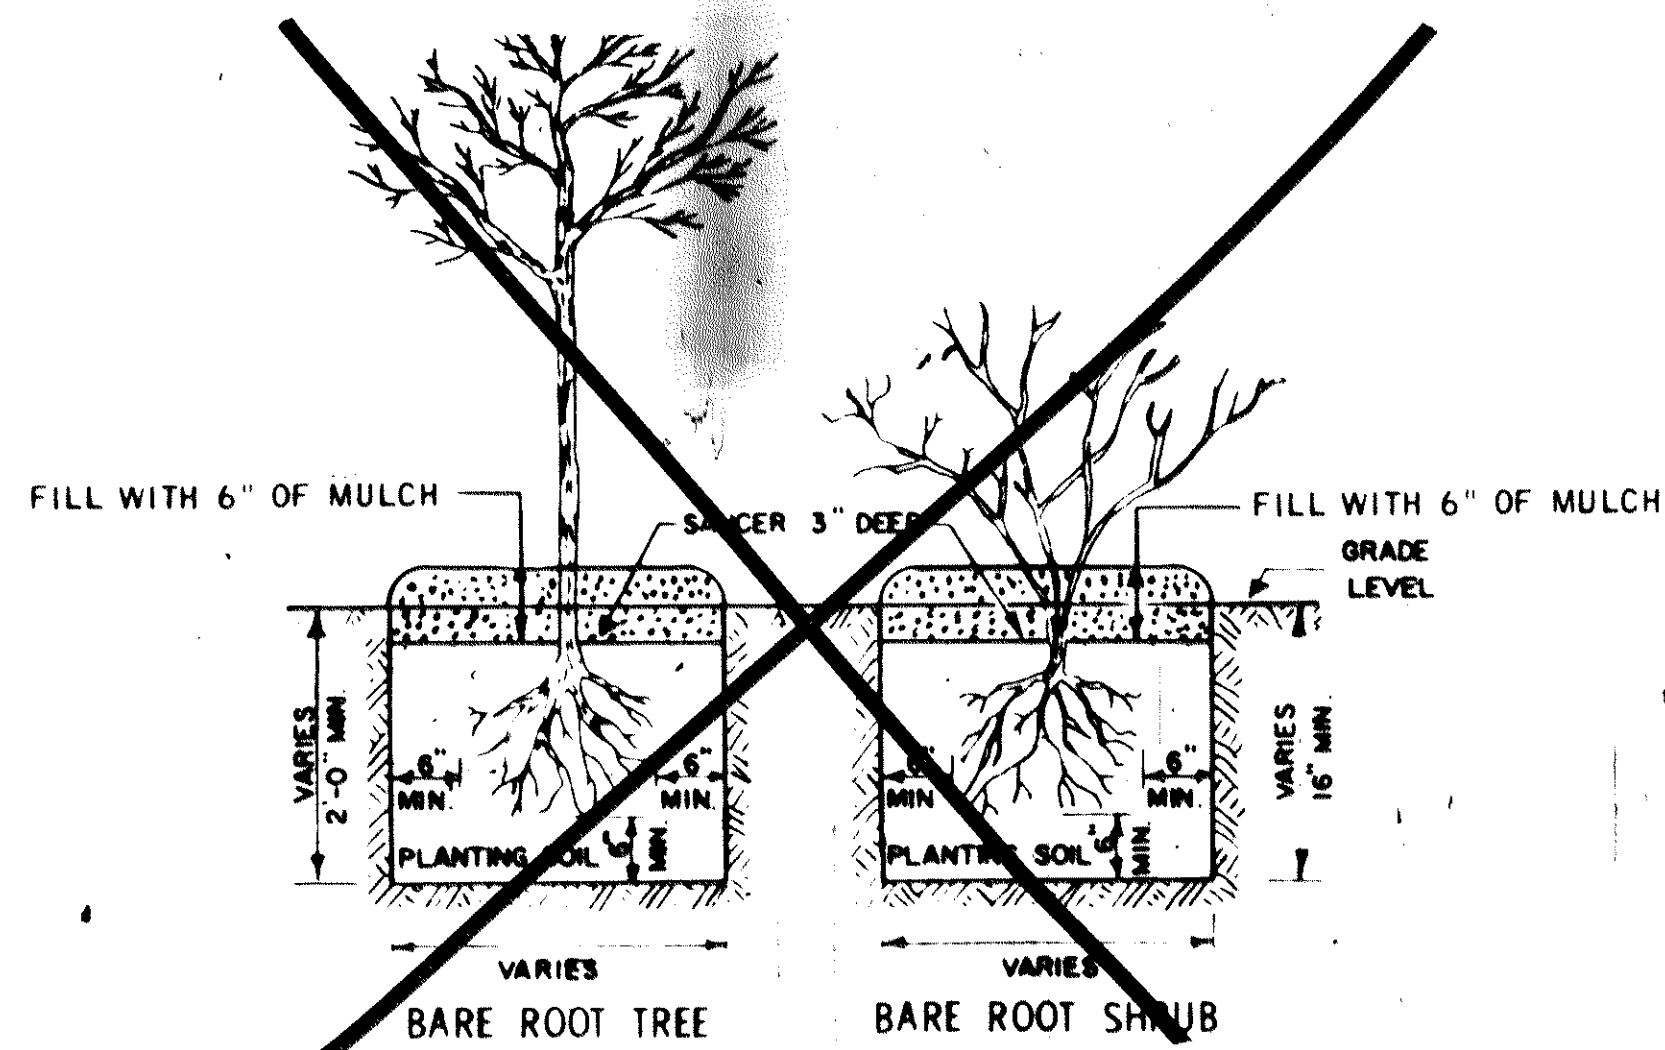 FILL WITH 6" OF MULCH
SAUCER 3" DEEP
FILL WITH 6" OF MULCH
GRADE
LEVEL
VARIES
2'-0" MIN.
6"
MIN.
6"
MIN.
PLANTING SOIL
6"
MIN.
6"
MIN.
6"
MIN.
PLANTING SOIL
6"
MIN.
VARIES
16" MIN.
VARIES
VARIES
BARE ROOT TREE
BARE ROOT SHRUB